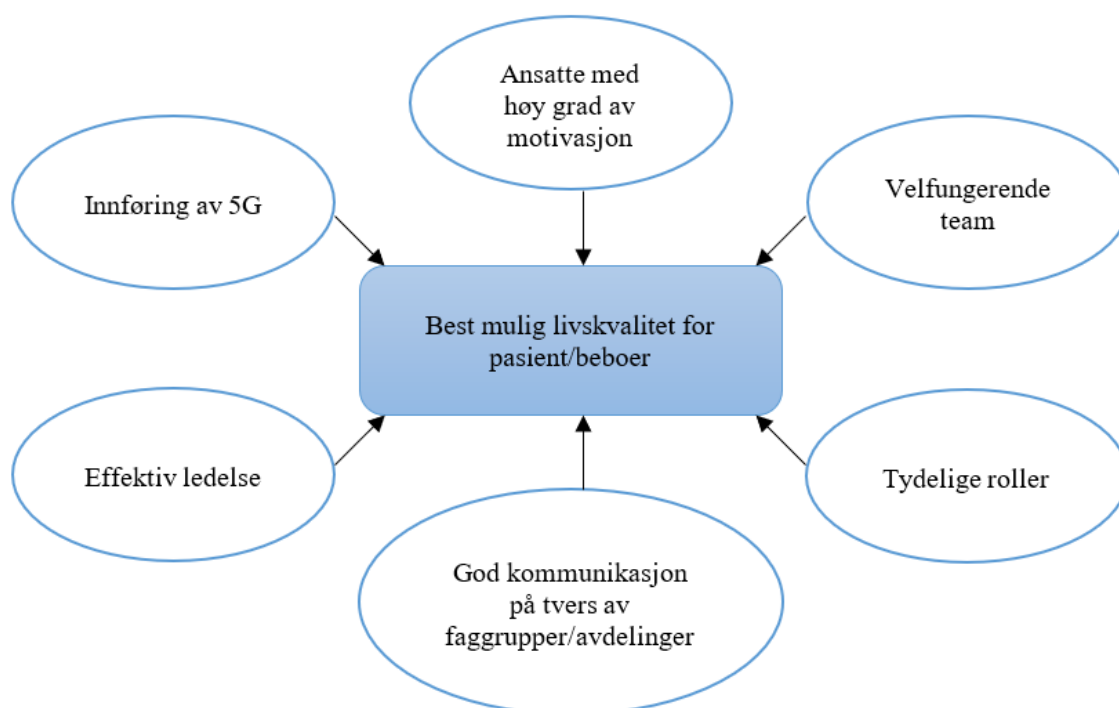 Ansatte med
høy grad av
motivasjon
Innføring av 5G
Velfungerende
team
Best mulig livskvalitet for
pasient/beboer
Effektiv ledelse
Tydelige roller
God kommunikasjon
på tvers av
faggrupper/avdelinger